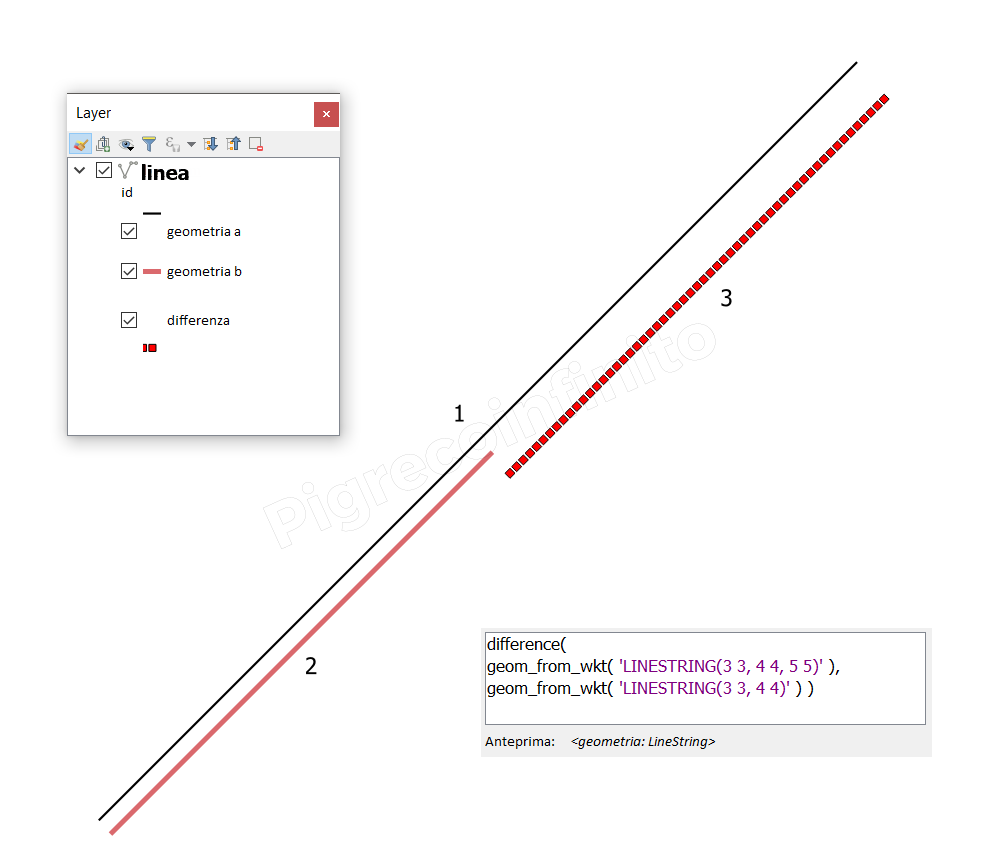 Layer
linea
id
geometria a
geometria b
differenza
3
1
Pigrecoinfinito
2
difference(
geom_from_wkt( 'LINESTRING(3 3, 4 4, 5 5)' ),
geom_from_wkt( 'LINESTRING(3 3, 4 4)' ) )
Anteprima: <geometria: LineString>